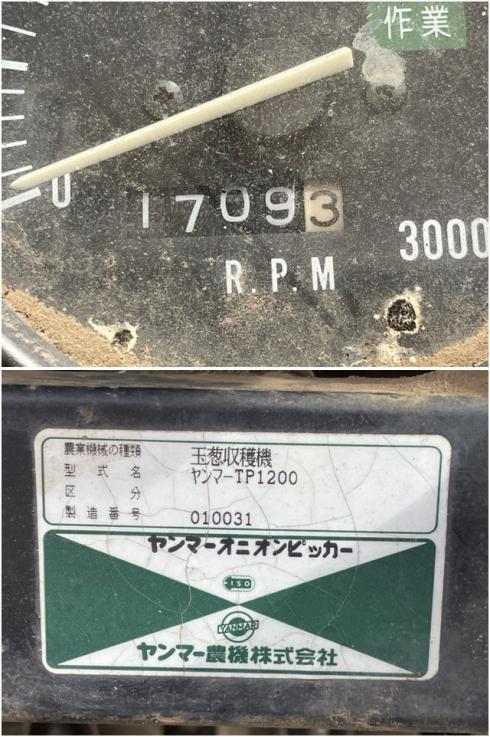 作業
0
17093
3000
R.P.M
農業機械の種類 玉葱収穫機
型式名 ヤンマーTP1200
区分
製造番号 010031
ヤンマーオニオンピッカー
ISO
YANMAR
ヤンマー農機株式会社